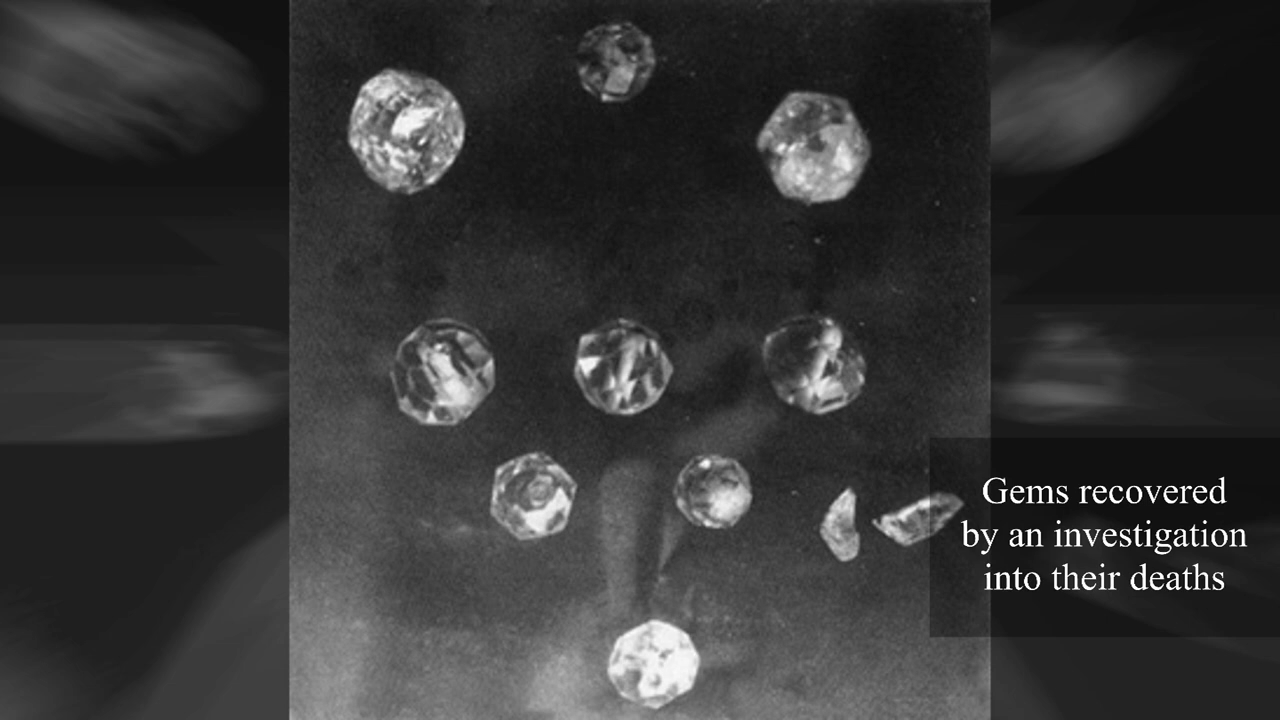 Gems recovered
by an investigation
into their deaths